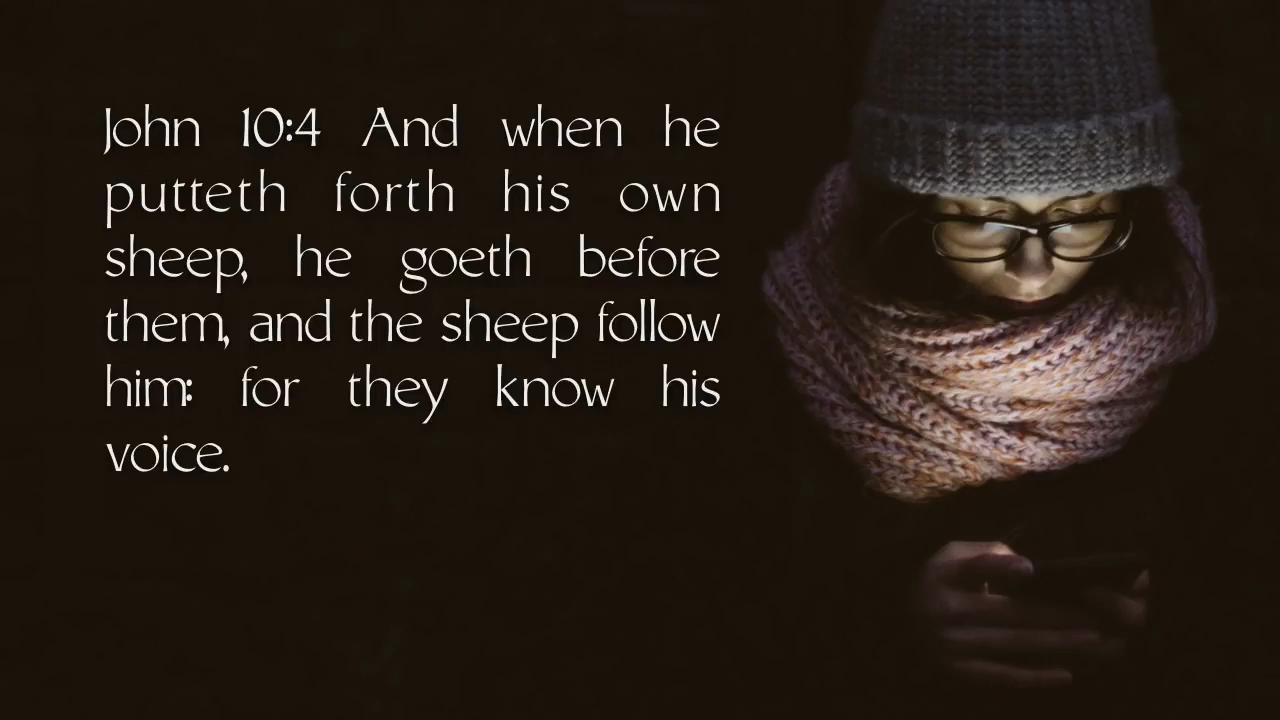 John 10:4 And when he
putteth forth his own
sheep, he goeth before
them, and the sheep follow
him: for they know his
voice.